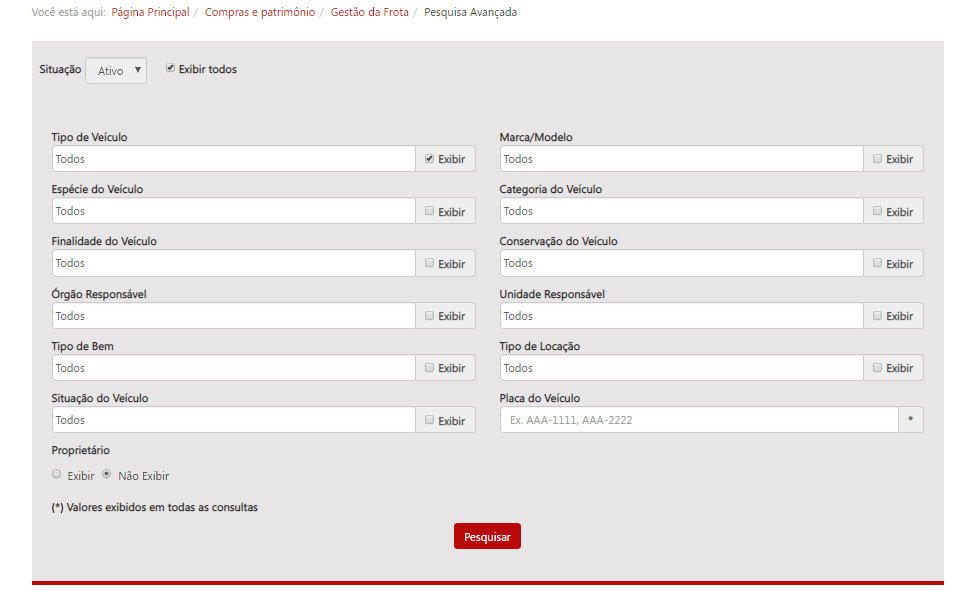 Você está aqui: Página Principal / Compras e patrimônio / Gestão da Frota / Pesquisa Avançada
Situação Ativo ▼ Exibir todos
Tipo de Veículo Marca/Modelo
Todos Exibir Todos Exibir
Espécie do Veículo Categoria do Veículo
Todos Exibir Todos Exibir
Finalidade do Veículo Conservação do Veículo
Todos Exibir Todos Exibir
Órgão Responsável Unidade Responsável
Todos Exibir Todos Exibir
Tipo de Bem Tipo de Locação
Todos Exibir Todos Exibir
Situação do Veículo Placa do Veículo
Todos Exibir Ex. AAA-1111, AAA-2222 *
Proprietário
Exibir Não Exibir
(*) Valores exibidos em todas as consultas
Pesquisar